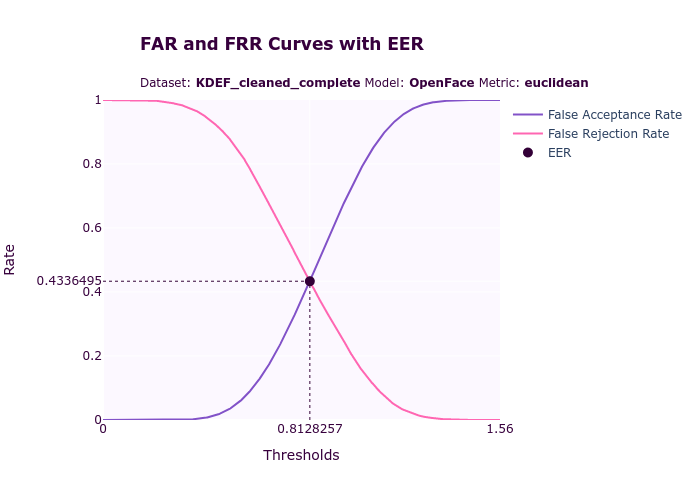 FAR and FRR Curves with EER
Dataset: KDEF_cleaned_complete Model: OpenFace Metric: euclidean
False Acceptance Rate
False Rejection Rate
EER
Rate
1
0.8
0.6
0.4336495
0.4
0.2
0
0
0.8128257
1.56
Thresholds